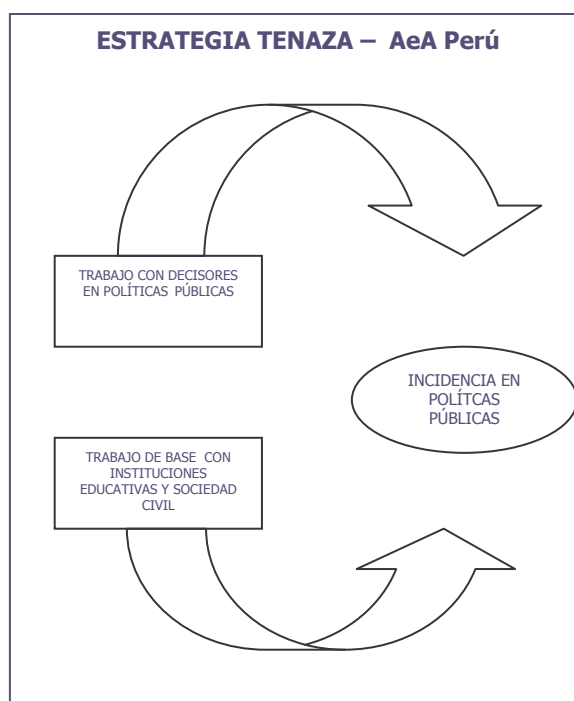 ESTRATEGIA TENAZA – AeA Perú
TRABAJO CON DECISORES
EN POLÍTICAS PÚBLICAS
INCIDENCIA EN
POLÍTCAS
PÚBLICAS
TRABAJO DE BASE CON
INSTITUCIONES
EDUCATIVAS Y SOCIEDAD
CIVIL